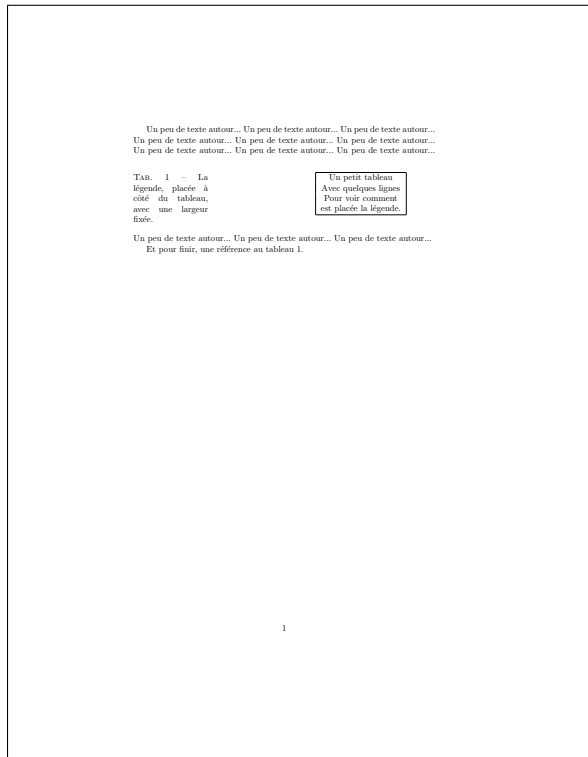 Un peu de texte autour... Un peu de texte autour... Un peu de texte autour...
Un peu de texte autour... Un peu de texte autour... Un peu de texte autour...
Un peu de texte autour... Un peu de texte autour... Un peu de texte autour...
TAB. 1 – La
légende, placée à
côté du tableau,
avec une largeur
fixée.
Un petit tableau
Avec quelques lignes
Pour voir comment
est placée la légende.
Un peu de texte autour... Un peu de texte autour... Un peu de texte autour...
Et pour finir, une référence au tableau 1.
1